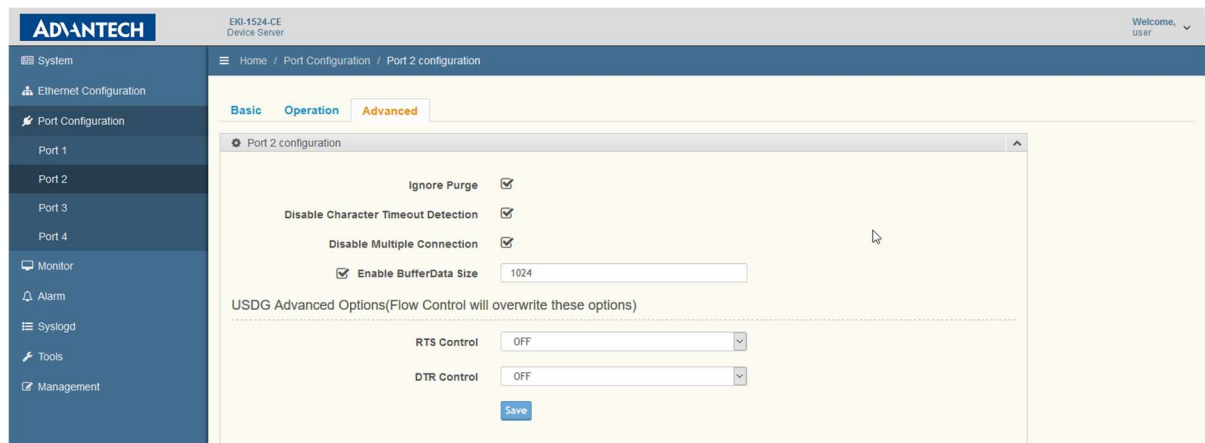 ADVANTECH
EKI-1524-CE
Device Server
Welcome,
user
System
Home / Port Configuration / Port 2 configuration
Ethernet Configuration
Port Configuration
Port 1
Port 2
Port 3
Port 4
Monitor
Alarm
Syslogd
Tools
Management
Basic Operation Advanced
Port 2 configuration
Ignore Purge
Disable Character Timeout Detection
Disable Multiple Connection
Enable BufferData Size 1024
USDG Advanced Options(Flow Control will overwrite these options)
RTS Control OFF
DTR Control OFF
Save